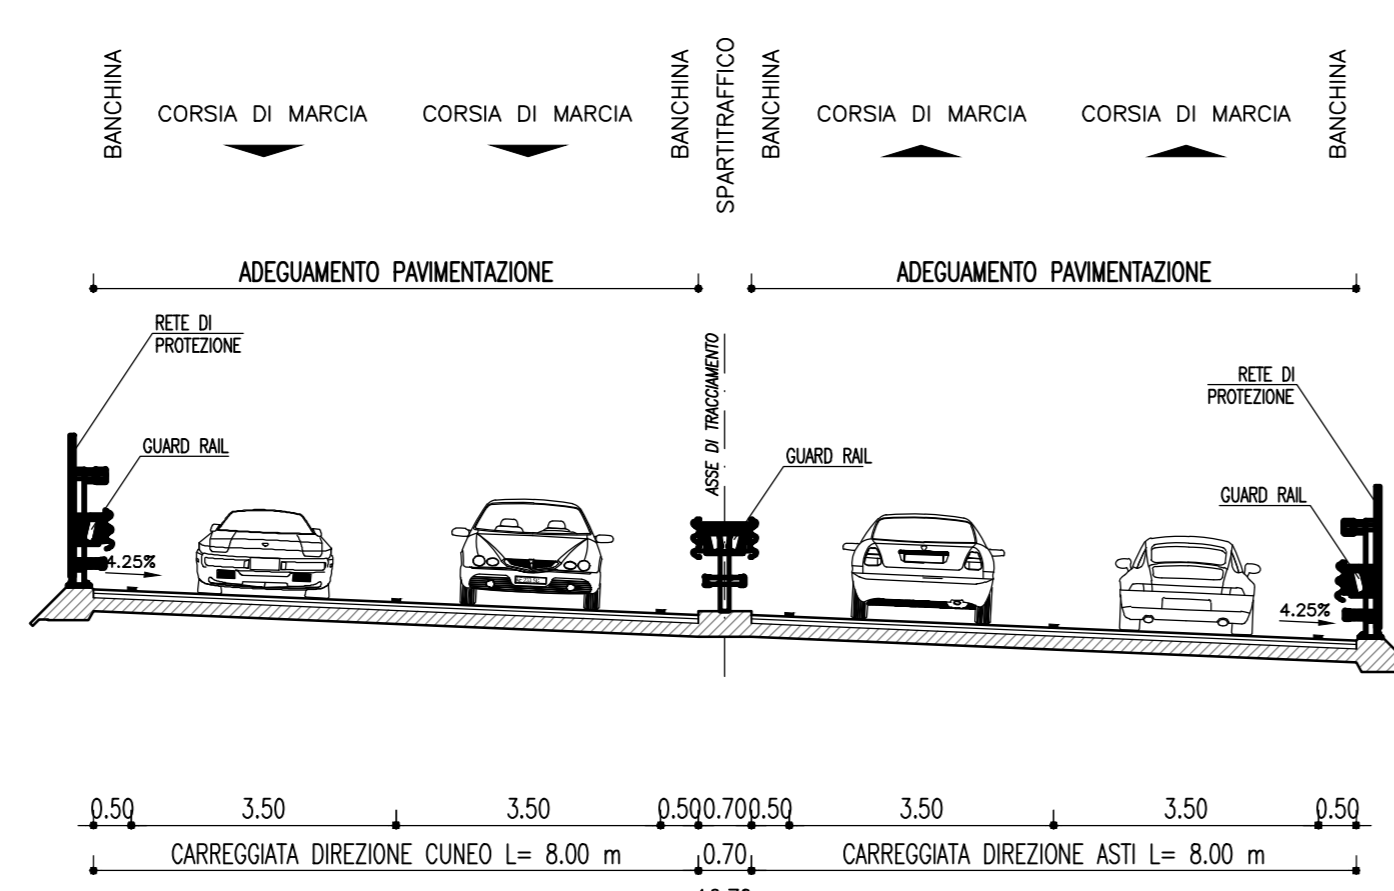 BANCHINA
CORSIA DI MARCIA
CORSIA DI MARCIA
BANCHINA
SPARTITRAFFICO
BANCHINA
CORSIA DI MARCIA
CORSIA DI MARCIA
BANCHINA
ADEGUAMENTO PAVIMENTAZIONE
ADEGUAMENTO PAVIMENTAZIONE
RETE DI
PROTEZIONE
ASSE DI TRACCIAMENTO
RETE DI
PROTEZIONE
GUARD RAIL
GUARD RAIL
GUARD RAIL
4.25%
4.25%
0.50 3.50 3.50 0.50 0.70 0.50 3.50 3.50 0.50
CARREGGIATA DIREZIONE CUNEO L= 8.00 m 0.70 CARREGGIATA DIREZIONE ASTI L= 8.00 m